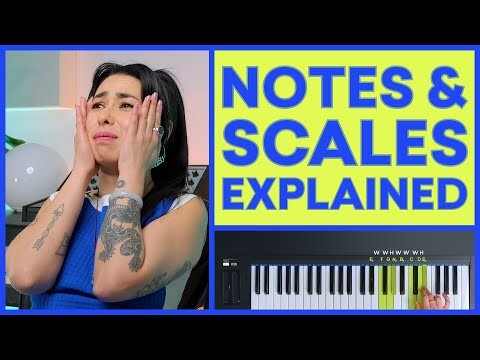 NOTES &
SCALES
EXPLAINED
W W H W W W H
E♭ F G A♭ B♭ C D E♭